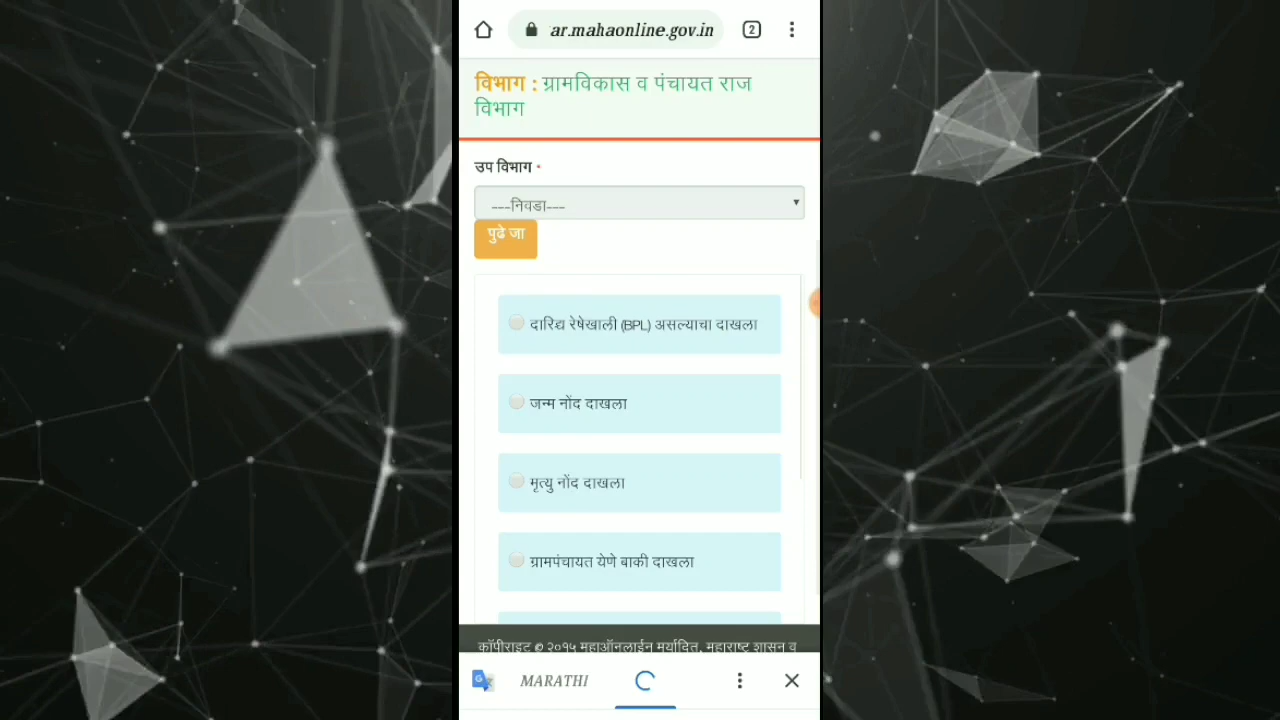 ar.mahaonline.gov.in
2
विभाग : ग्रामविकास व पंचायत राज
विभाग
उप विभाग *
---निवडा---
पुढे जा
दारिद्य रेषेखाली (BPL) असल्याचा दाखला
जन्म नोंद दाखला
मृत्यु नोंद दाखला
ग्रामपंचायत येणे बाकी दाखला
कॉपीराइट © २०१५ महाऑनलाईन मर्यादित, महाराष्ट्र शासन व
MARATHI